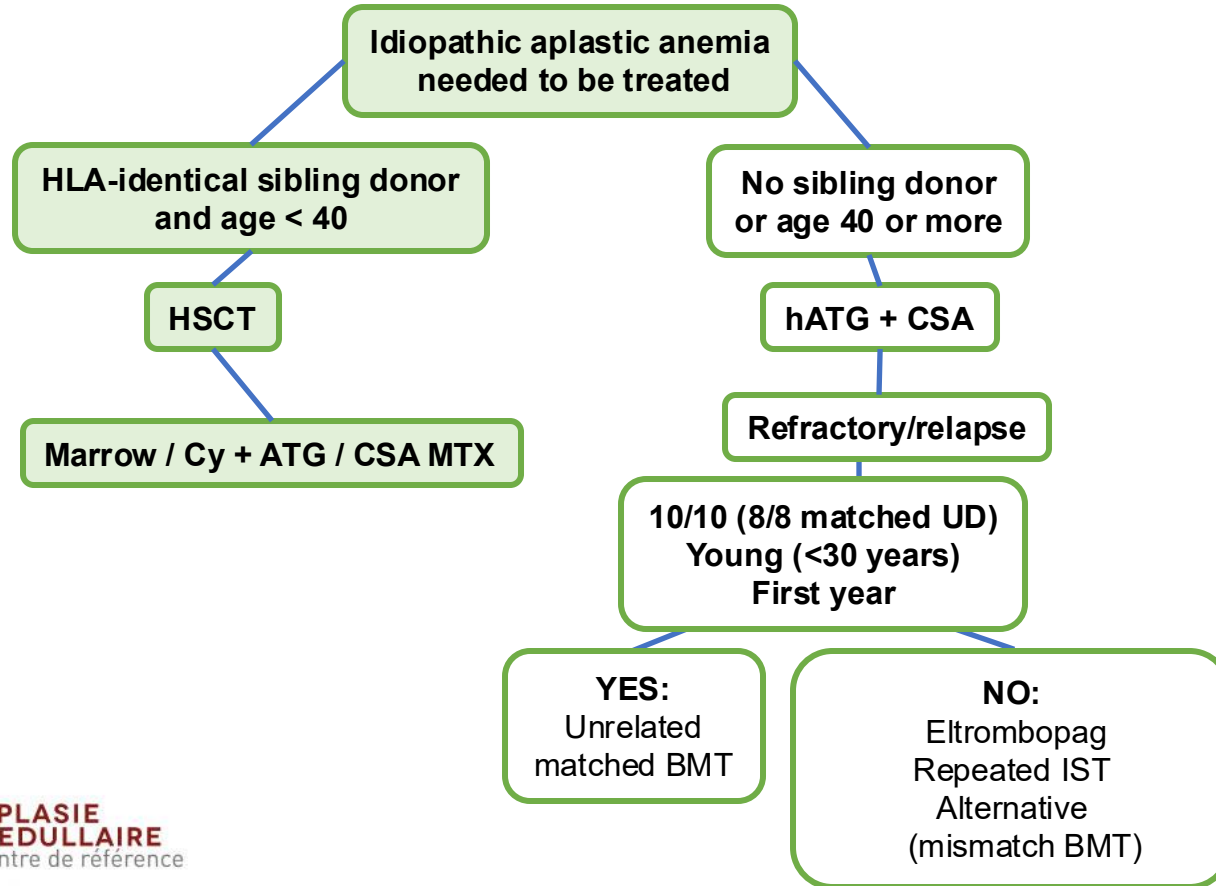 Idiopathic aplastic anemia
needed to be treated
HLA-identical sibling donor
and age < 40
No sibling donor
or age 40 or more
HSCT
hATG + CSA
Marrow / Cy + ATG / CSA MTX
Refractory/relapse
10/10 (8/8 matched UD)
Young (<30 years)
First year
YES:
Unrelated
matched BMT
NO:
Eltrombopag
Repeated IST
Alternative
(mismatch BMT)
PLASIE
EDULLAIRE
ntre de référence